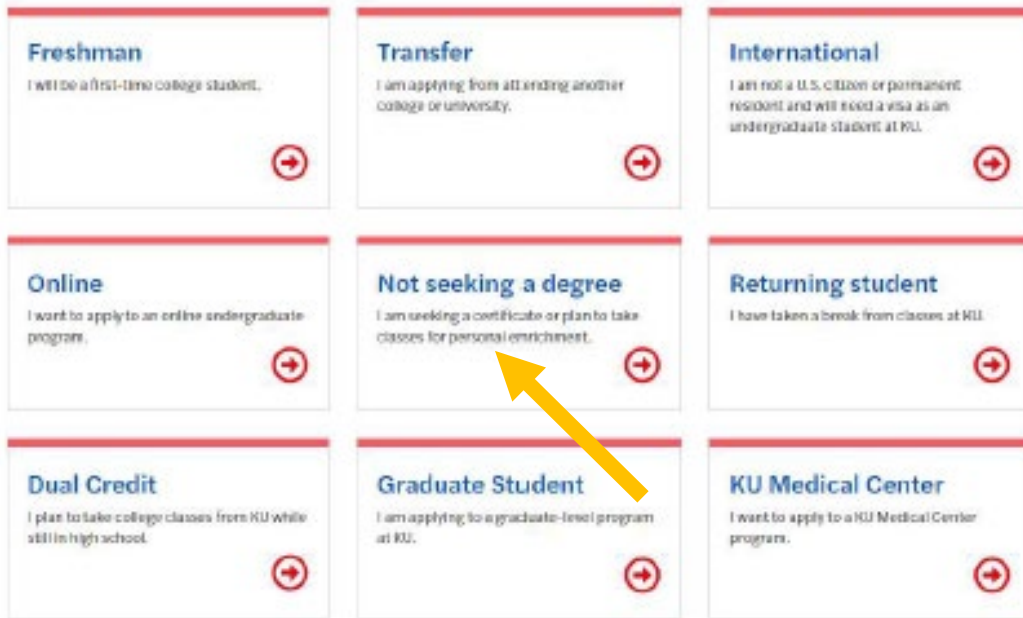 Freshman
I will be a first-time college student.
Transfer
I am applying from attending another
college or university.
International
I am not a U.S. citizen or permanent
resident and will need a visa as an
undergraduate student at KU.
Online
I want to apply to an online undergraduate
program.
Not seeking a degree
I am seeking a certificate or plan to take
classes for personal enrichment.
Returning student
I have taken a break from classes at KU.
Dual Credit
I plan to take college classes from KU while
still in high school.
Graduate Student
I am applying to a graduate-level program
at KU.
KU Medical Center
I want to apply to a KU Medical Center
program.